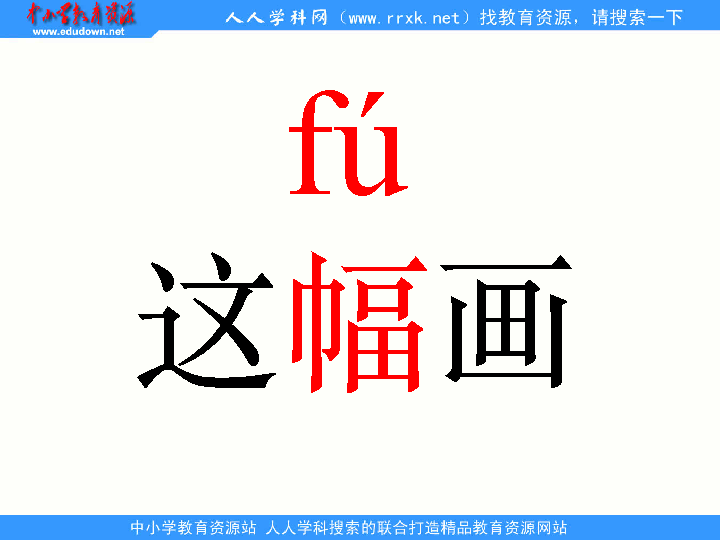 中小学教育资源
www.edudown.net
人人学科网（www.rrxk.net）找教育资源，请搜索一下
fú
这幅画
中小学教育资源站 人人学科搜索的联合打造精品教育资源网站